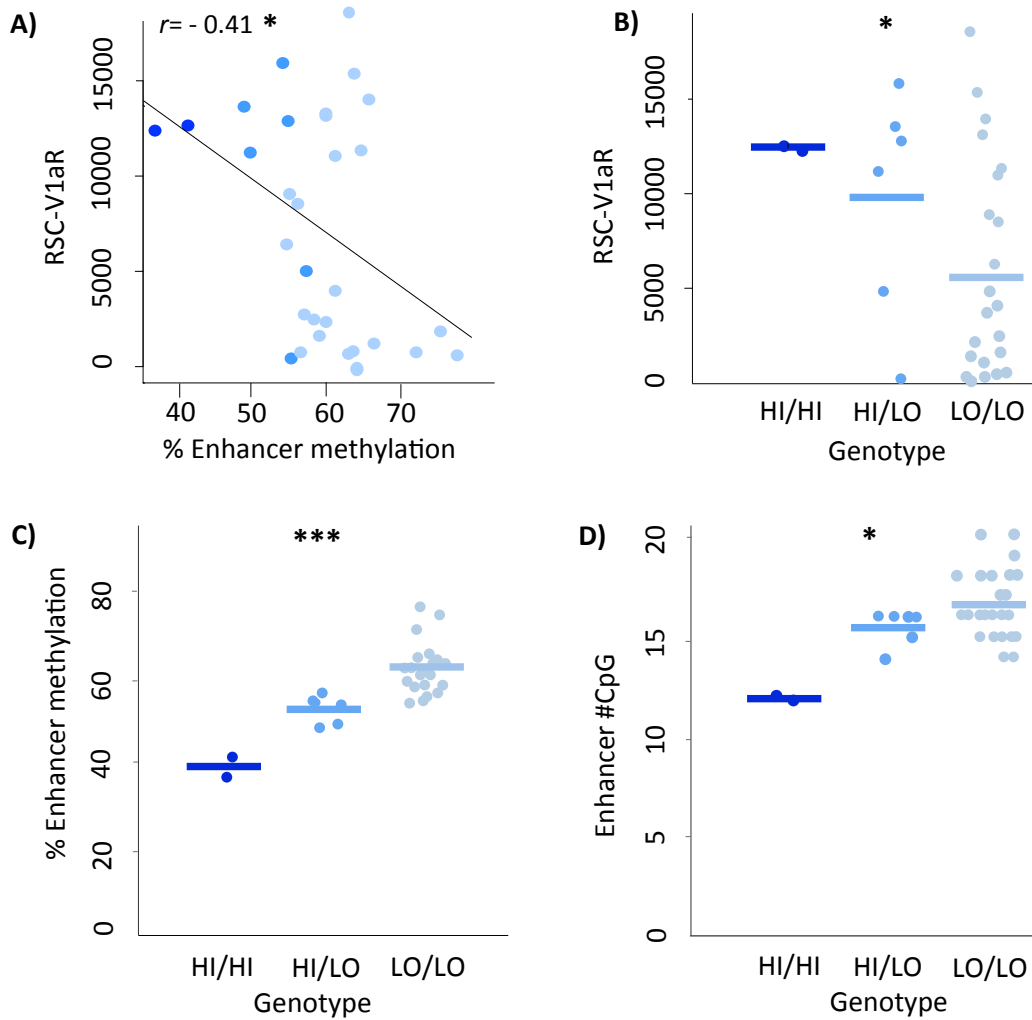 A)
r= - 0.41 *
RSC-V1aR
15000
10000
5000
0
40 50 60 70
% Enhancer methylation
B)
*
RSC-V1aR
15000
10000
5000
0
HI/HI HI/LO LO/LO
Genotype
C)
***
% Enhancer methylation
80
60
40
20
0
HI/HI HI/LO LO/LO
Genotype
D)
*
Enhancer #CpG
20
15
10
5
0
HI/HI HI/LO LO/LO
Genotype